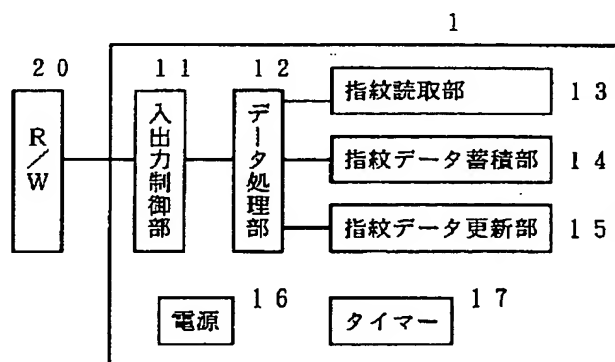 1
20
11
12
R/W
入出力制御部
データ処理部
指紋読取部
13
指紋データ蓄積部
14
指紋データ更新部
15
電源
16
タイマー
17